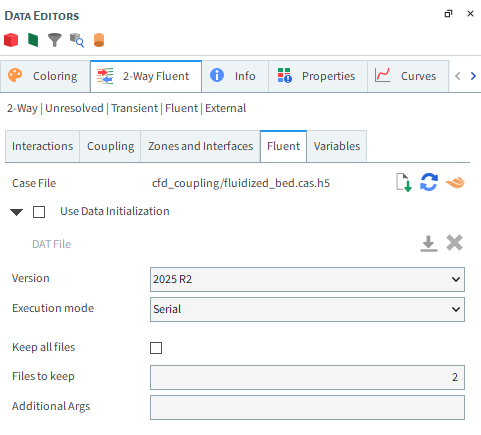 DATA EDITORS
Coloring 2-Way Fluent Info Properties Curves
2-Way | Unresolved | Transient | Fluent | External
Interactions Coupling Zones and Interfaces Fluent Variables
Case File cfd_coupling/fluidized_bed.cas.h5
Use Data Initialization
DAT File
Version 2025 R2
Execution mode Serial
Keep all files
Files to keep 2
Additional Args